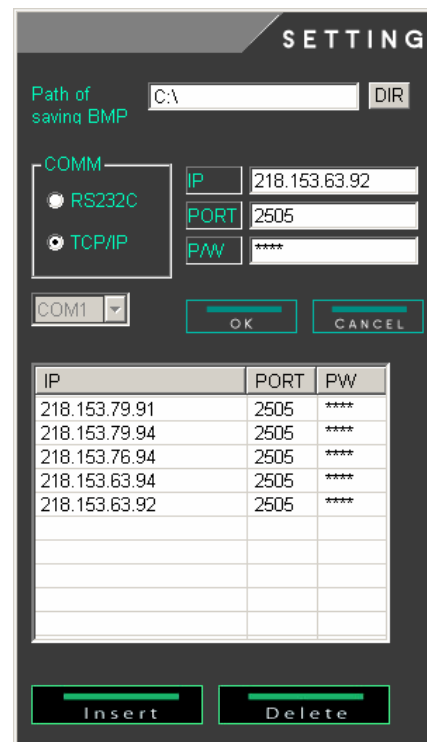 SETTING
Path of
saving BMP
C:\
DIR
COMM
RS232C
TCP/IP
IP 218.153.63.92
PORT 2505
P/W ****
COM1
OK CANCEL
IP PORT PW
218.153.79.91 2505 ****
218.153.79.94 2505 ****
218.153.76.94 2505 ****
218.153.63.94 2505 ****
218.153.63.92 2505 ****
Insert Delete